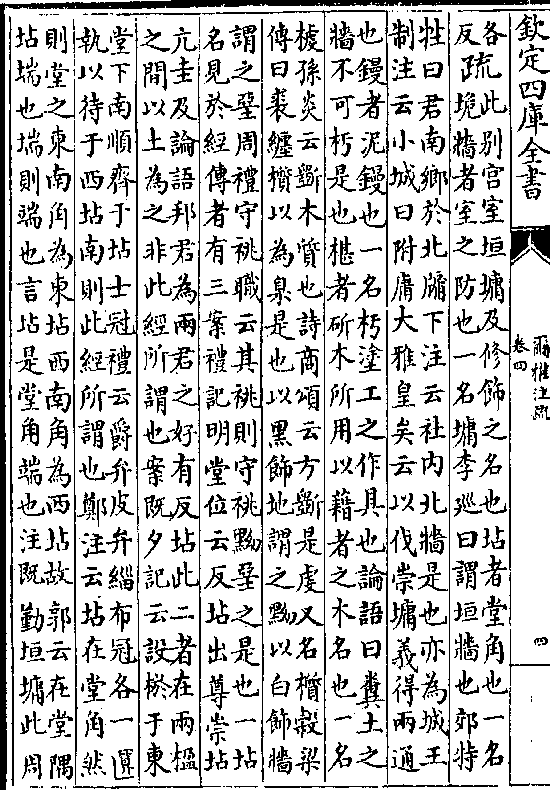 欽定四庫全書
爾雅注疏
卷四
四
各反疏此别宫室垣墉及修飾之名也坫者堂角也一名
㙐牆者室之防也一名墉李廵曰謂垣牆也郊特
牲曰君南鄉於北牖下注云社内北牆是也亦為城王
制注云小城曰附庸大雅皇矣云以伐崇墉義得兩通
也鏝者泥鏝也一名杇塗工之作具也論語曰糞土之
牆不可杇是也椹者斫木所用以藉者之木名也一名
榩孫炎云斲木質也詩商頌云方斲是虔又名榗穀梁
傳曰裴纒櫍以為臬是也以黑飾地謂之黝以白飾牆
謂之堊周禮守祧職云其祧則守祧黝堊之是也一坫
名見於經傳者有三案禮記明堂位云反坫出尊崇坫
亢圭及論語邦君為兩君之好有反坫此二者在兩楹
之間以土為之非此經所謂也案既夕記云設棜于東
堂下南順齊于坫士冠禮云爵弁皮弁緇布冠各一匴
執以待于西坫南則此經所謂也鄭注云坫在堂角然
則堂之東南角為東坫西南角為西坫故郭云在堂隅
坫㙐也㙐則端也言坫是堂角端也注既勤垣墉此周